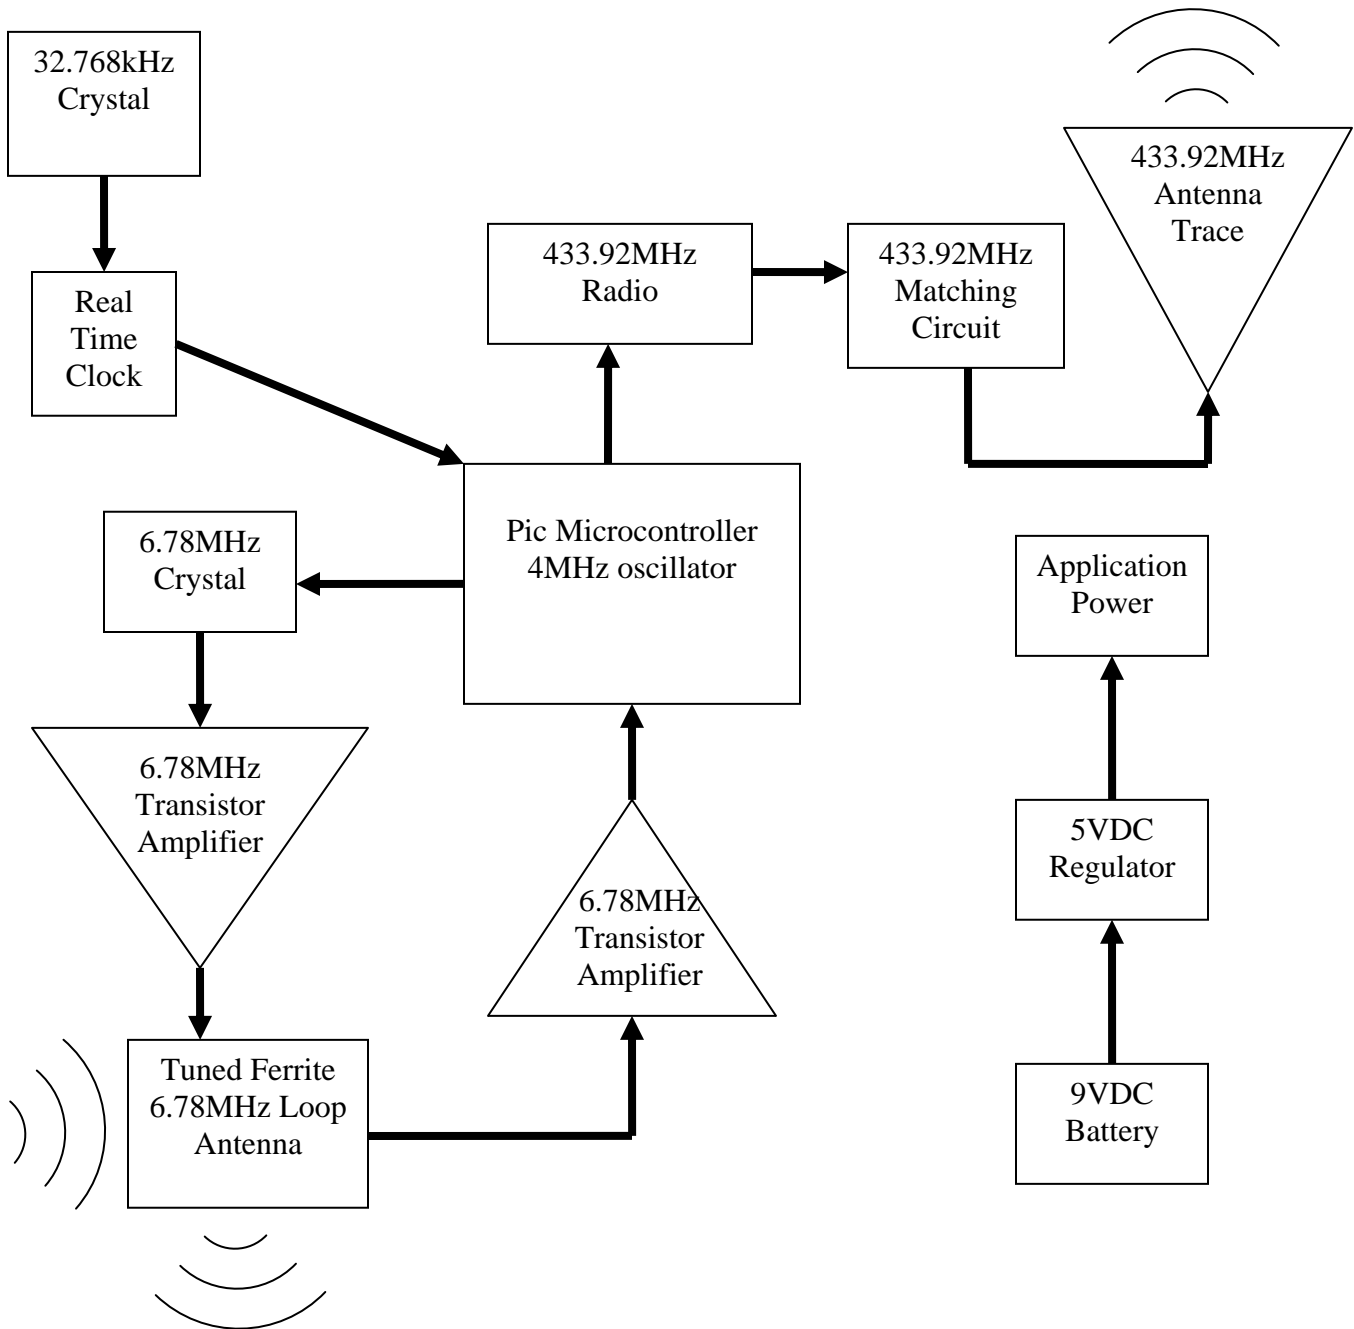 32.768kHz
Crystal
Real
Time
Clock
433.92MHz
Radio
433.92MHz
Matching
Circuit
433.92MHz
Antenna
Trace
Pic Microcontroller
4MHz oscillator
6.78MHz
Crystal
6.78MHz
Transistor
Amplifier
Tuned Ferrite
6.78MHz Loop
Antenna
6.78MHz
Transistor
Amplifier
Application
Power
5VDC
Regulator
9VDC
Battery